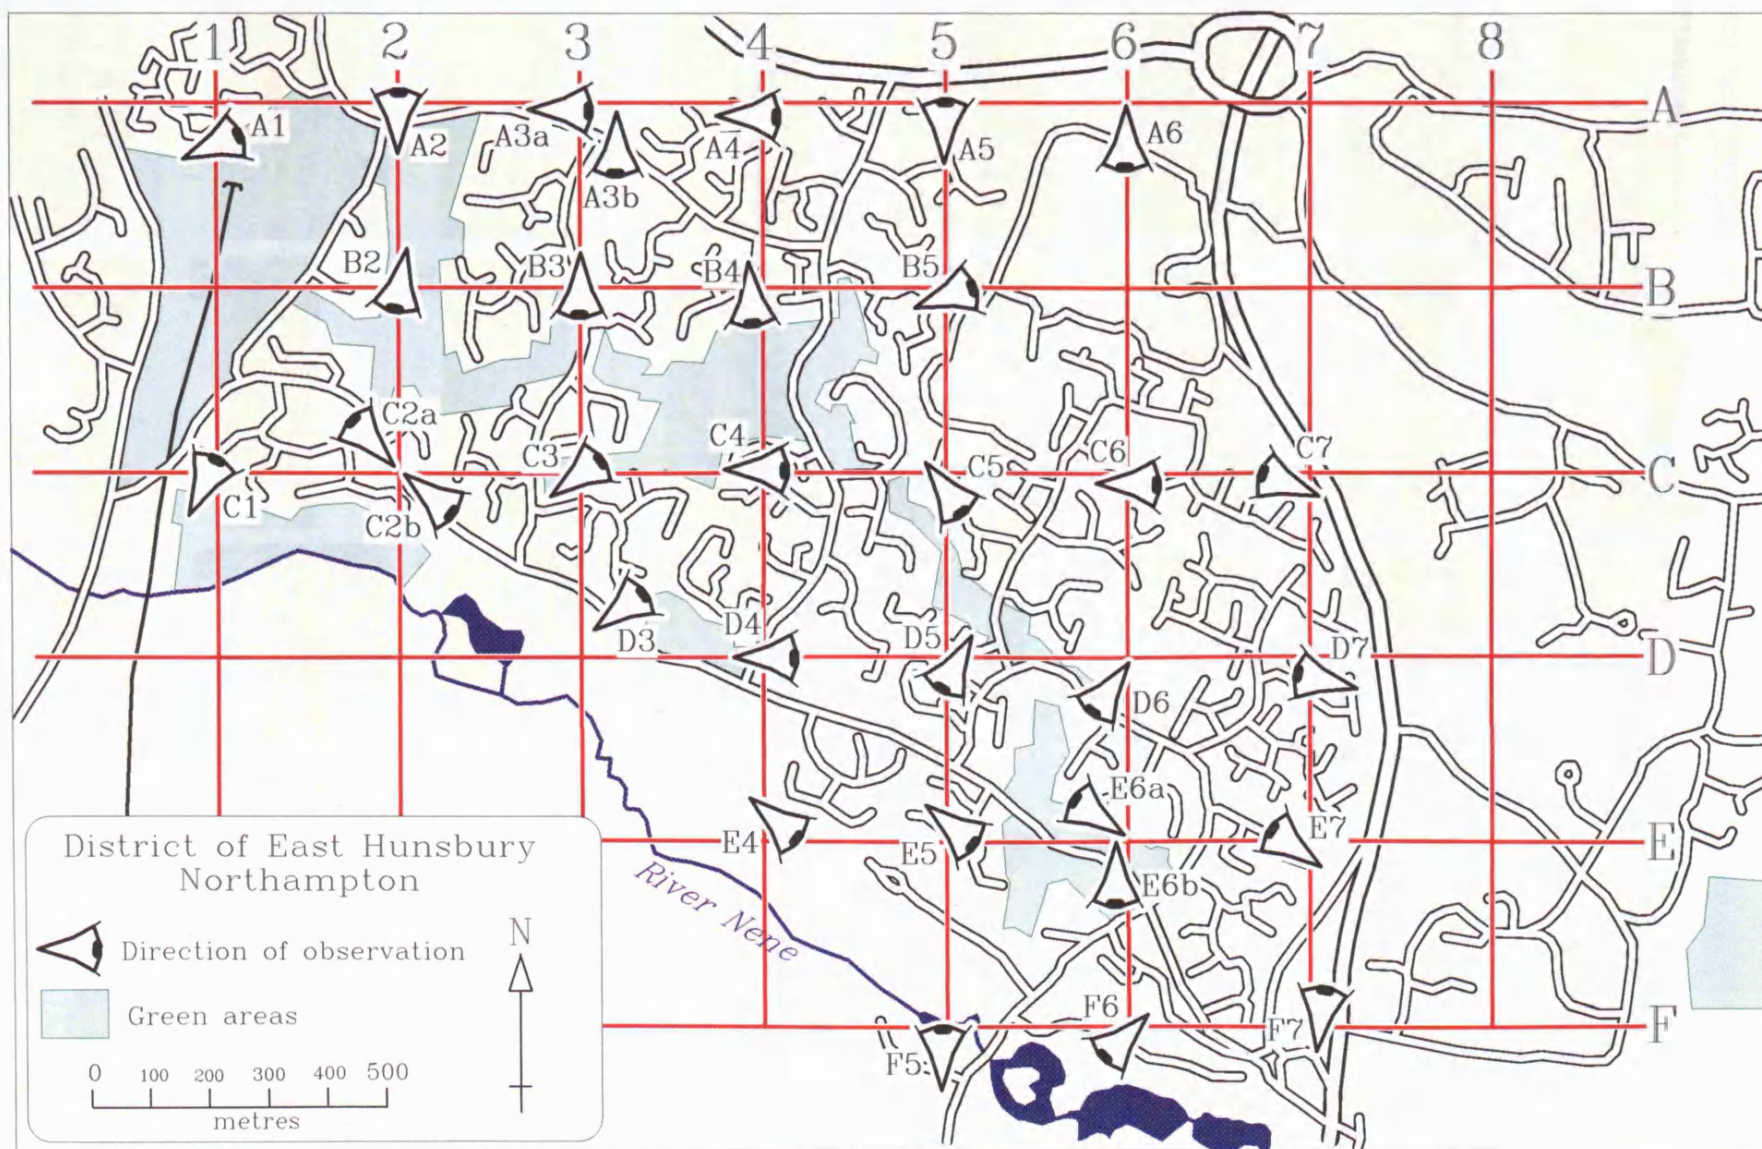 1 2 3 4 5 6 7 8
A
A1
A2
A3a
A3b
A4
A5
A6
B
B2
B3
B4
B5
C
C1
C2a
C2b
C3
C4
C5
C6
C7
D
D3
D4
D5
D6
D7
E
E4
E5
E6a
E6b
E7
F
F5
F6
F7
River Nene
District of East Hunsbury
Northampton
Direction of observation
Green areas
N
0 100 200 300 400 500
metres